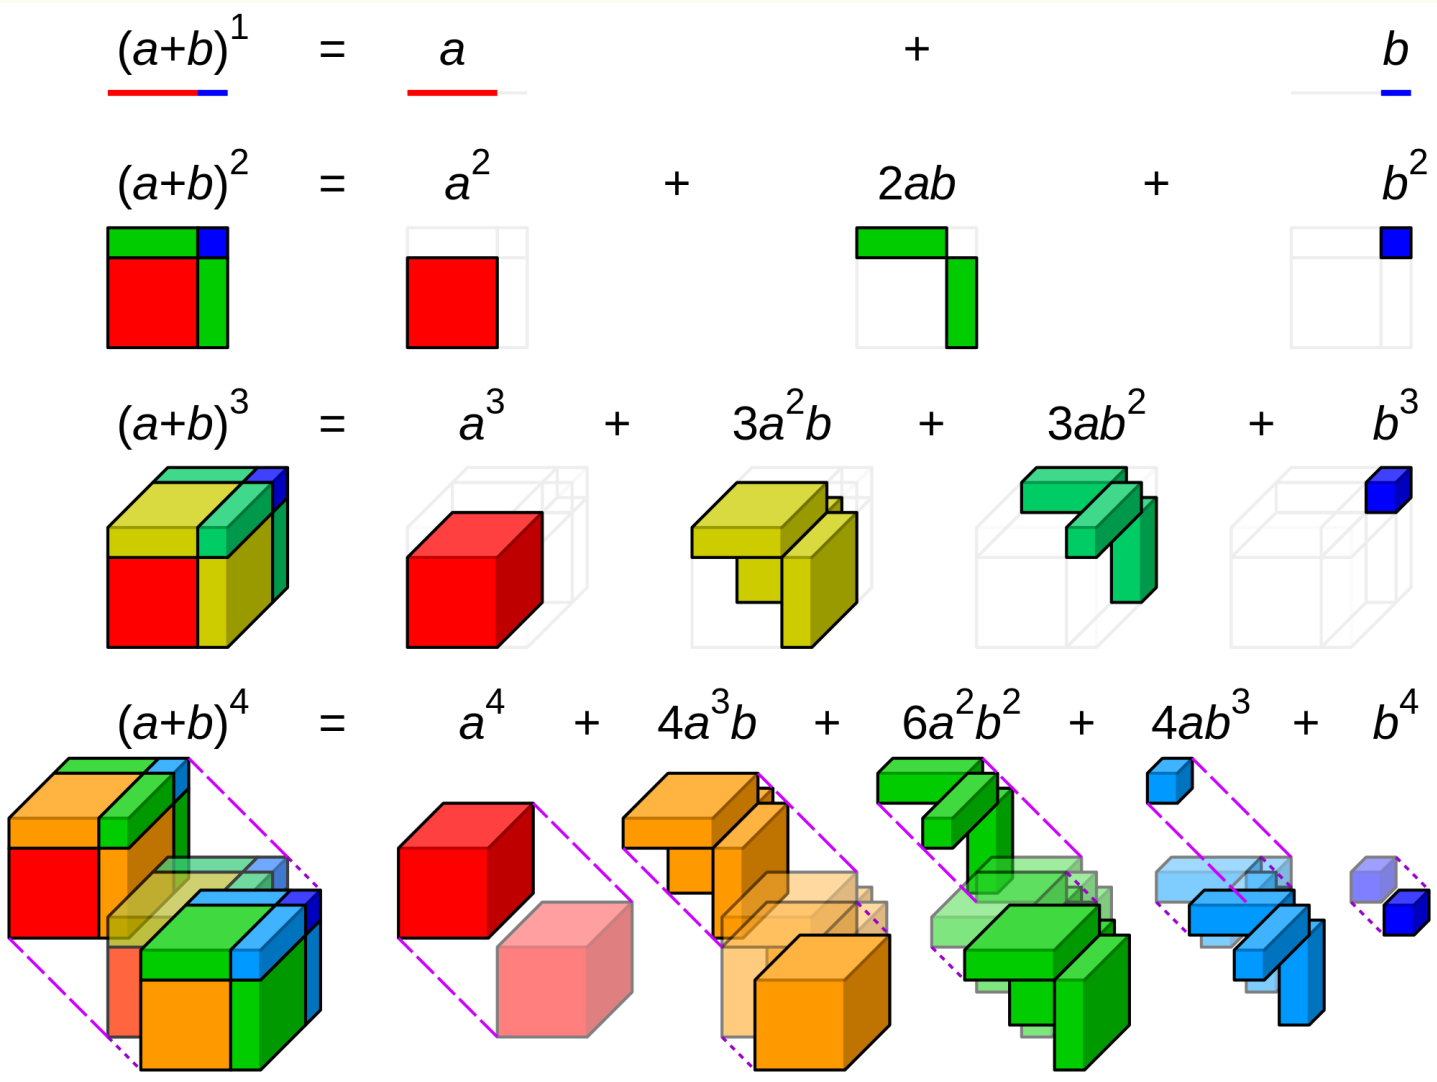 (a+b)¹ = a + b
(a+b)² = a² + 2ab + b²
(a+b)³ = a³ + 3a²b + 3ab² + b³
(a+b)⁴ = a⁴ + 4a³b + 6a²b² + 4ab³ + b⁴